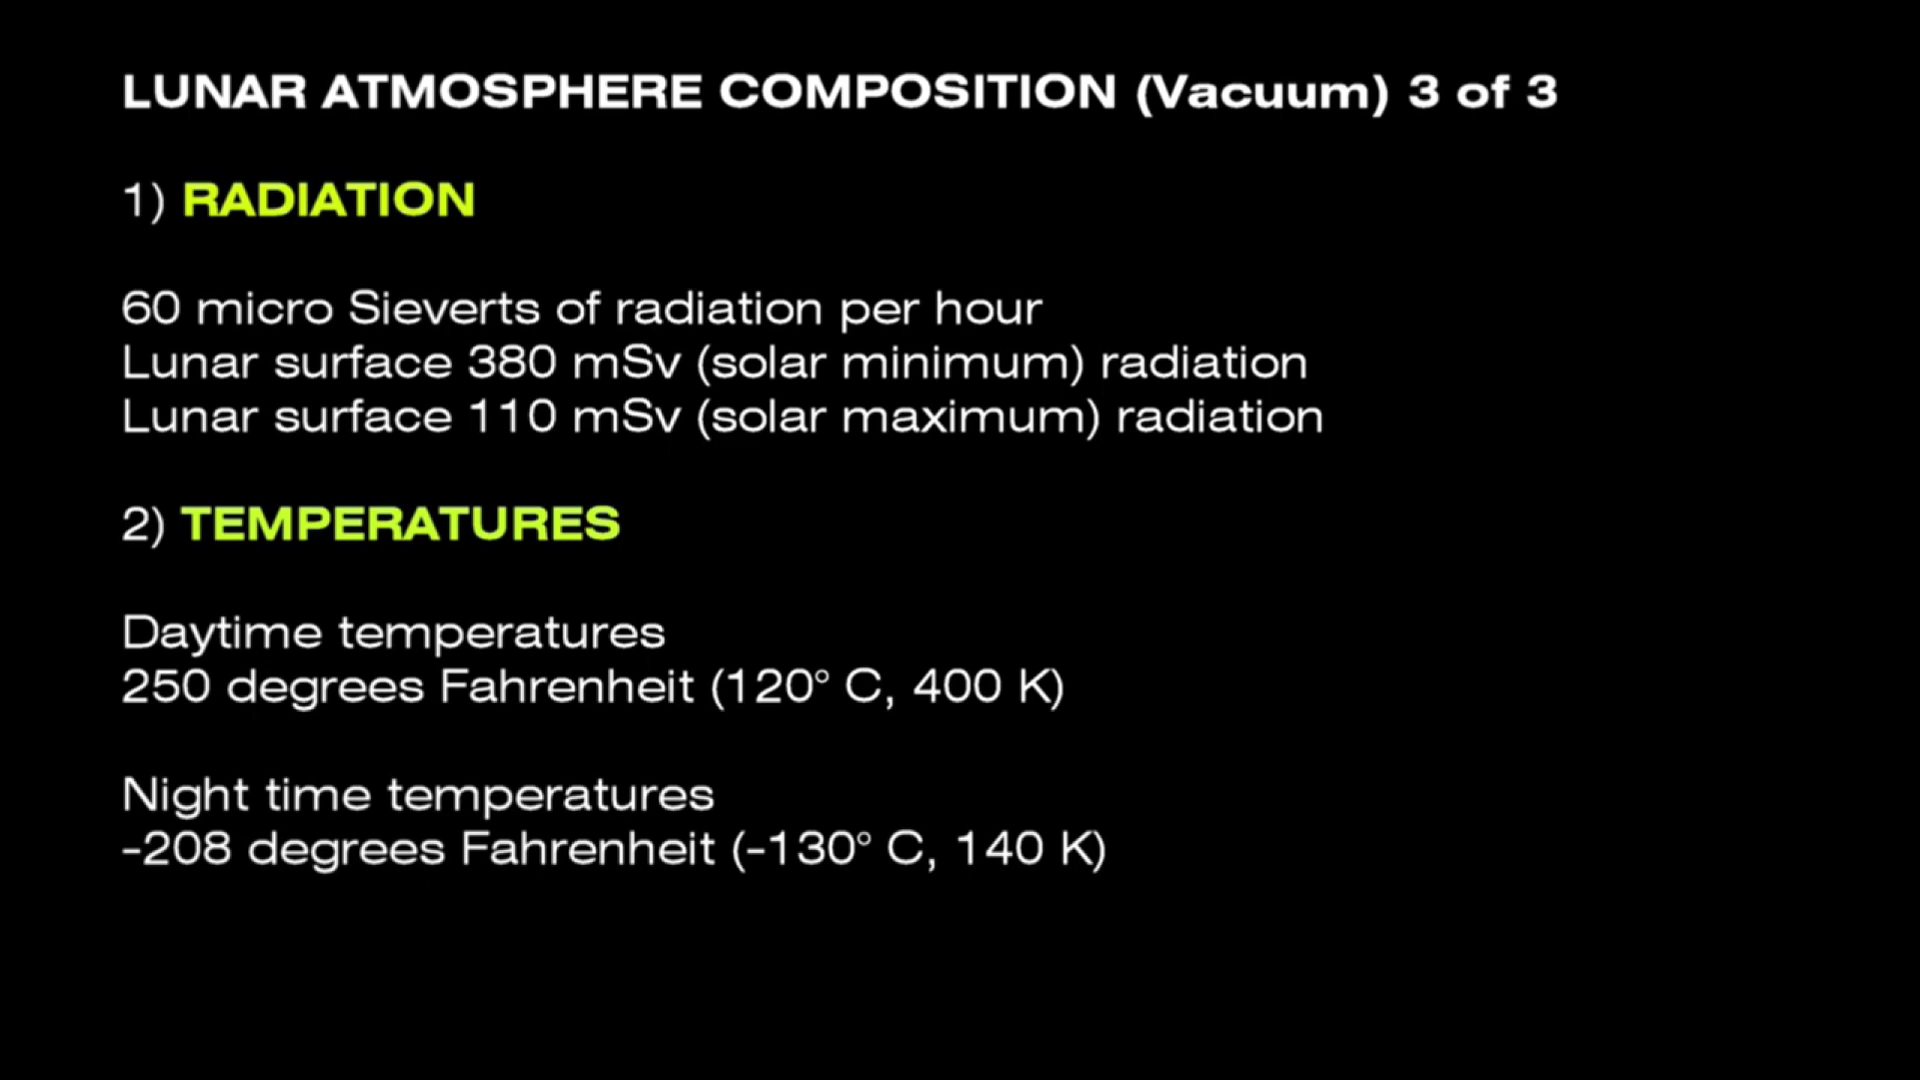 LUNAR ATMOSPHERE COMPOSITION (Vacuum) 3 of 3
1) RADIATION
60 micro Sieverts of radiation per hour
Lunar surface 380 mSv (solar minimum) radiation
Lunar surface 110 mSv (solar maximum) radiation
2) TEMPERATURES
Daytime temperatures
250 degrees Fahrenheit (120° C, 400 K)
Night time temperatures
-208 degrees Fahrenheit (-130° C, 140 K)